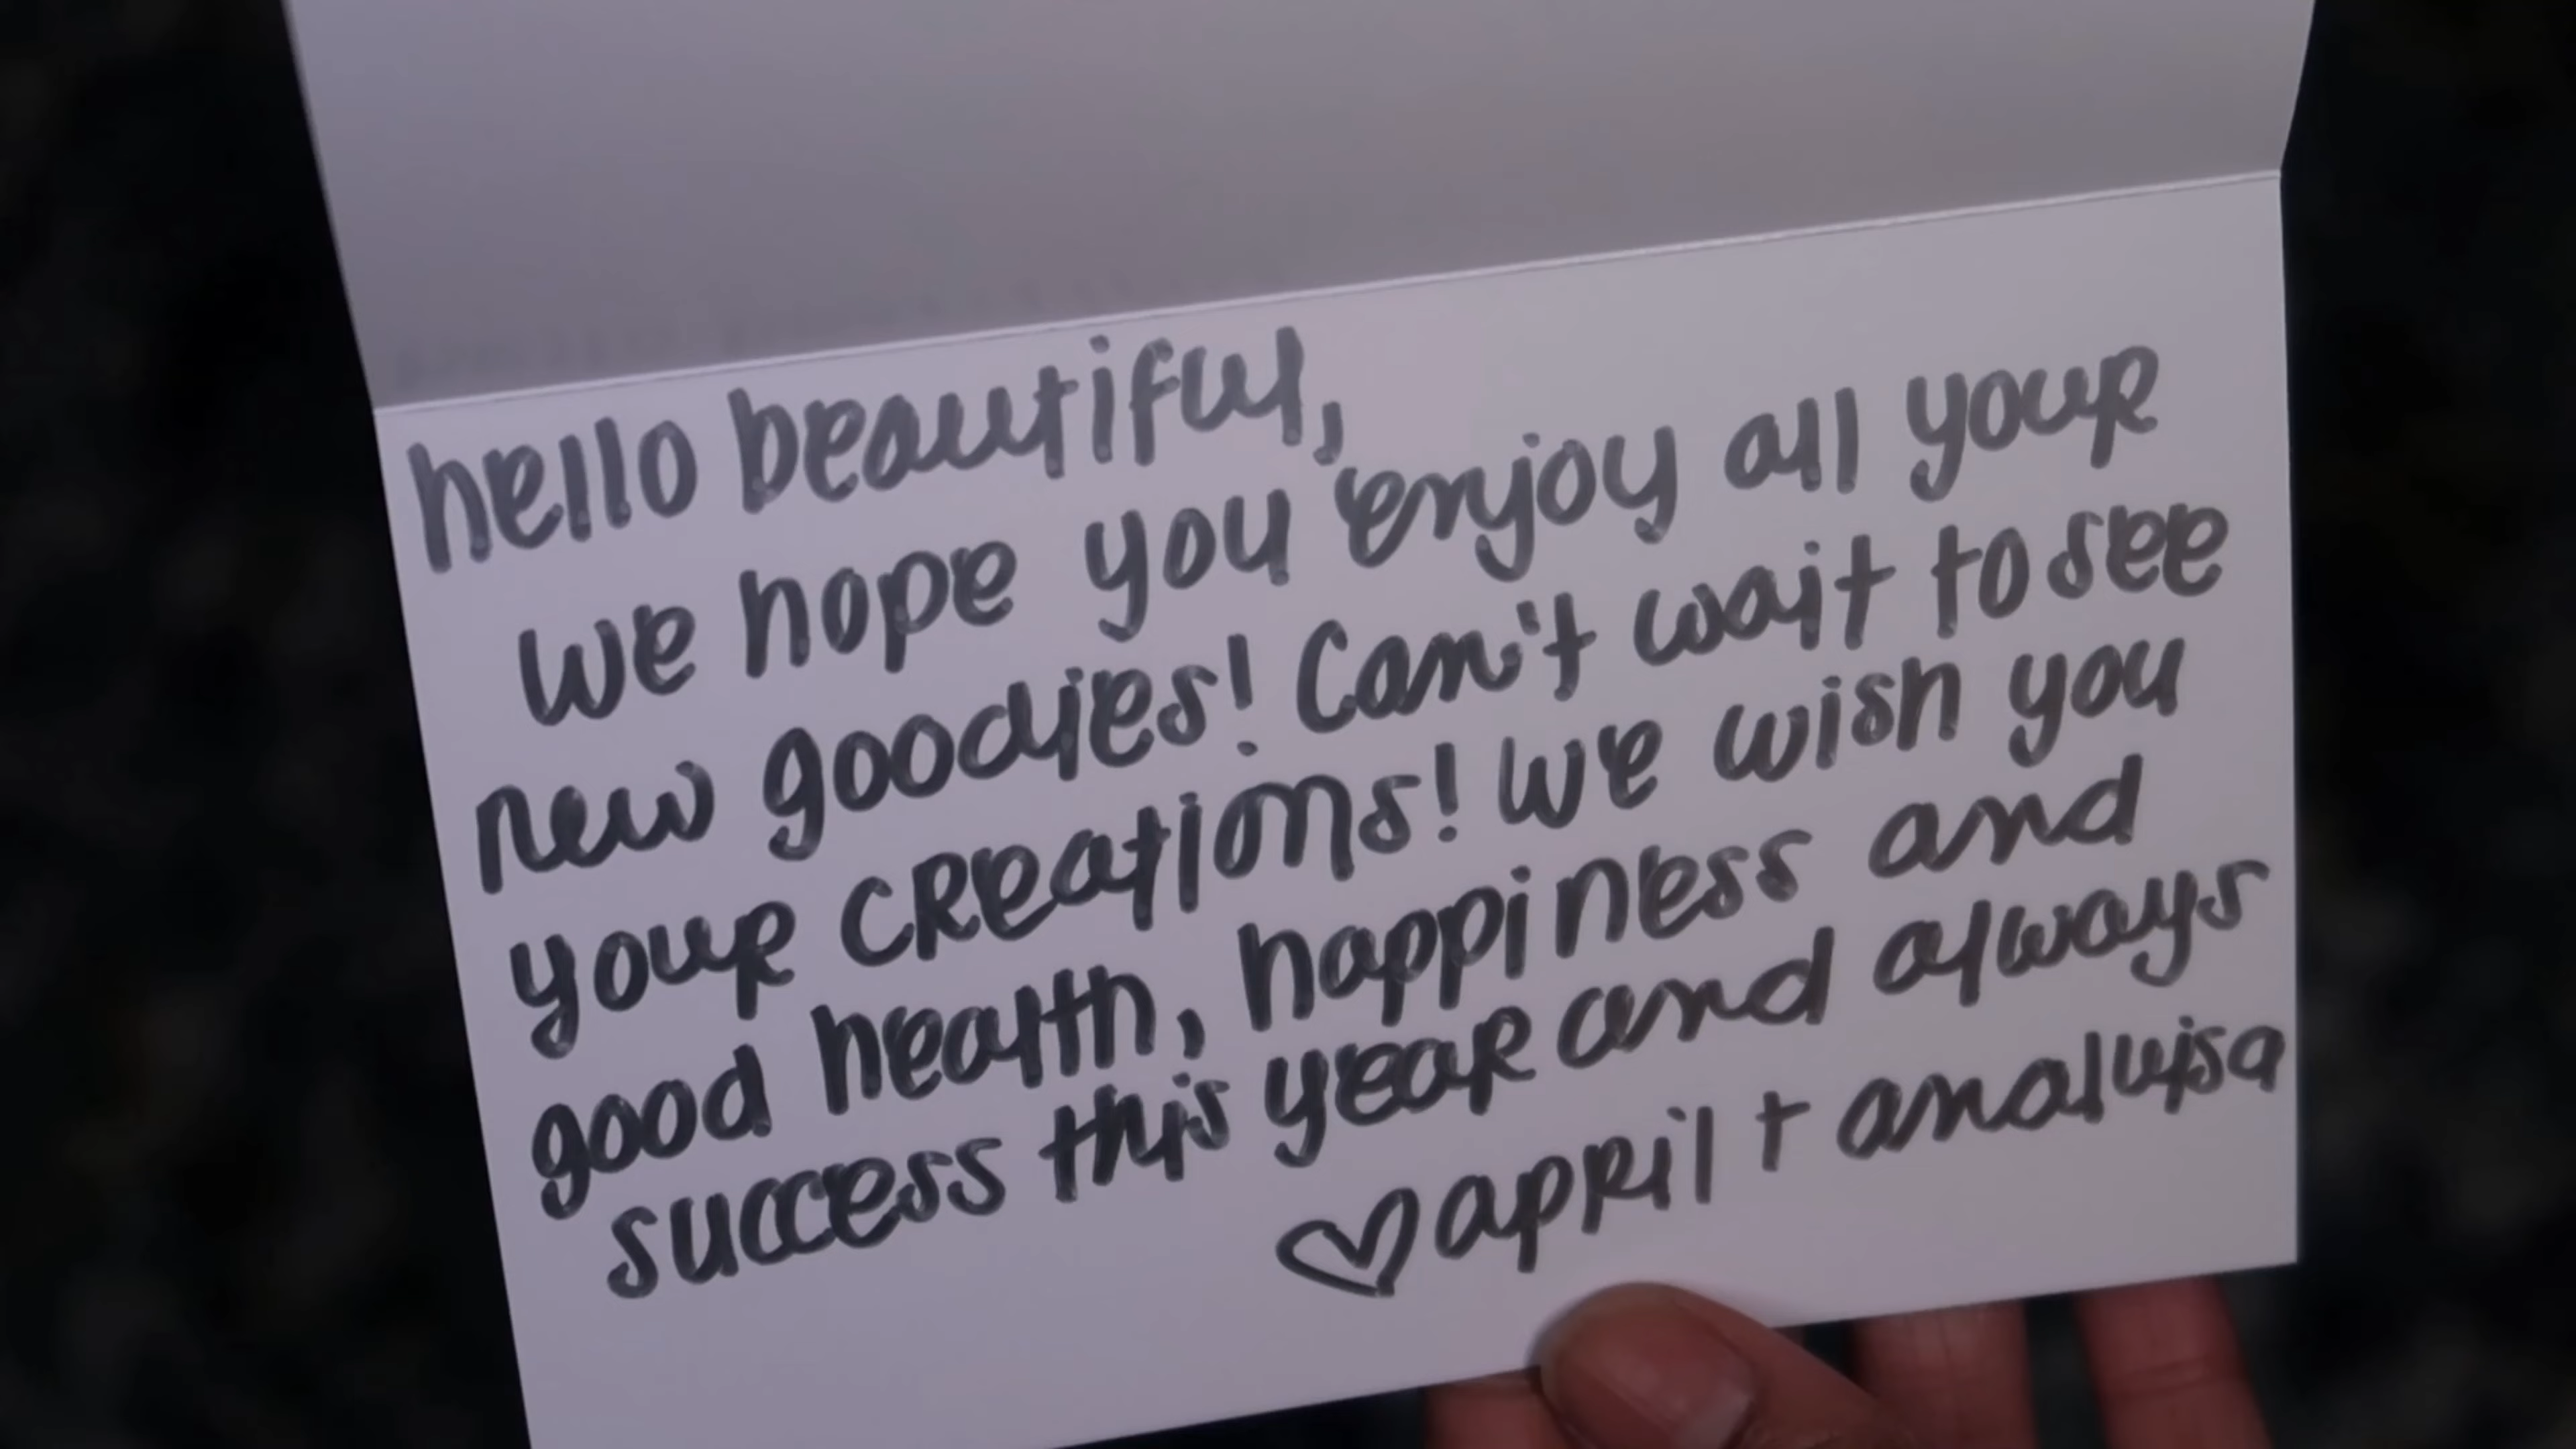 hello beautiful,
we hope you enjoy all your
new goodies! Can't wait to see
your creations! we wish you
good health, happiness and
success this year and always
♡ april + analuisa